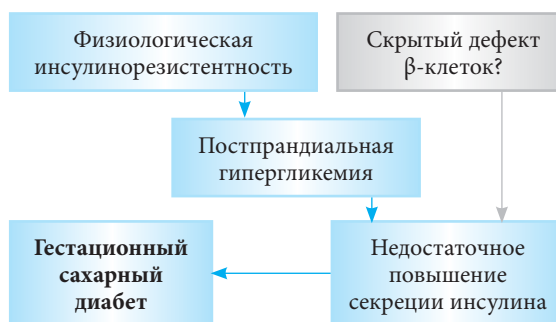 Физиологическая
инсулинорезистентность
Скрытый дефект
β-клеток?
Постпрандиальная
гипергликемия
Гестационный
сахарный
диабет
Недостаточное
повышение
секреции инсулина